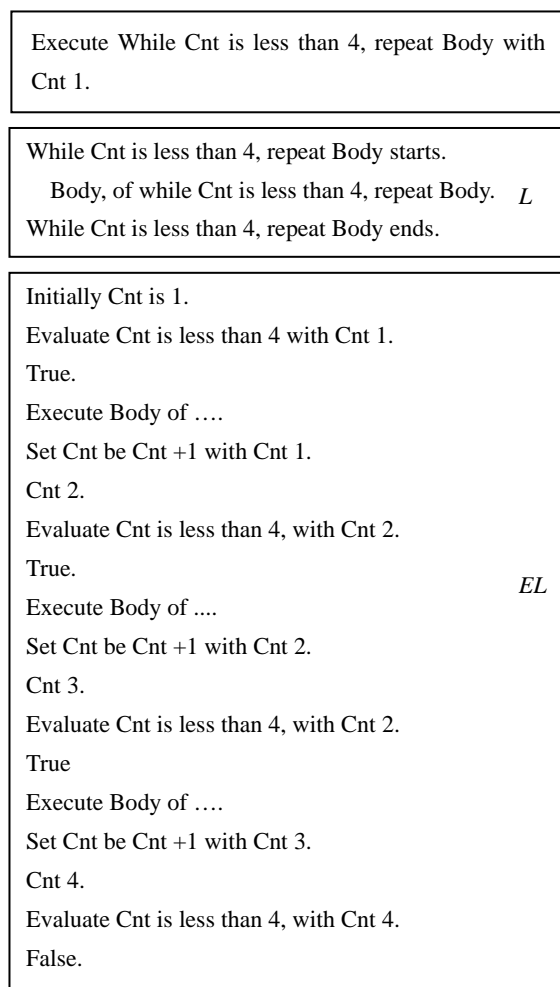 Execute While Cnt is less than 4, repeat Body with
Cnt 1.
While Cnt is less than 4, repeat Body starts.
Body, of while Cnt is less than 4, repeat Body.
L
While Cnt is less than 4, repeat Body ends.
Initially Cnt is 1.
Evaluate Cnt is less than 4 with Cnt 1.
True.
Execute Body of ….
Set Cnt be Cnt +1 with Cnt 1.
Cnt 2.
Evaluate Cnt is less than 4, with Cnt 2.
True.
EL
Execute Body of ....
Set Cnt be Cnt +1 with Cnt 2.
Cnt 3.
Evaluate Cnt is less than 4, with Cnt 2.
True
Execute Body of ….
Set Cnt be Cnt +1 with Cnt 3.
Cnt 4.
Evaluate Cnt is less than 4, with Cnt 4.
False.